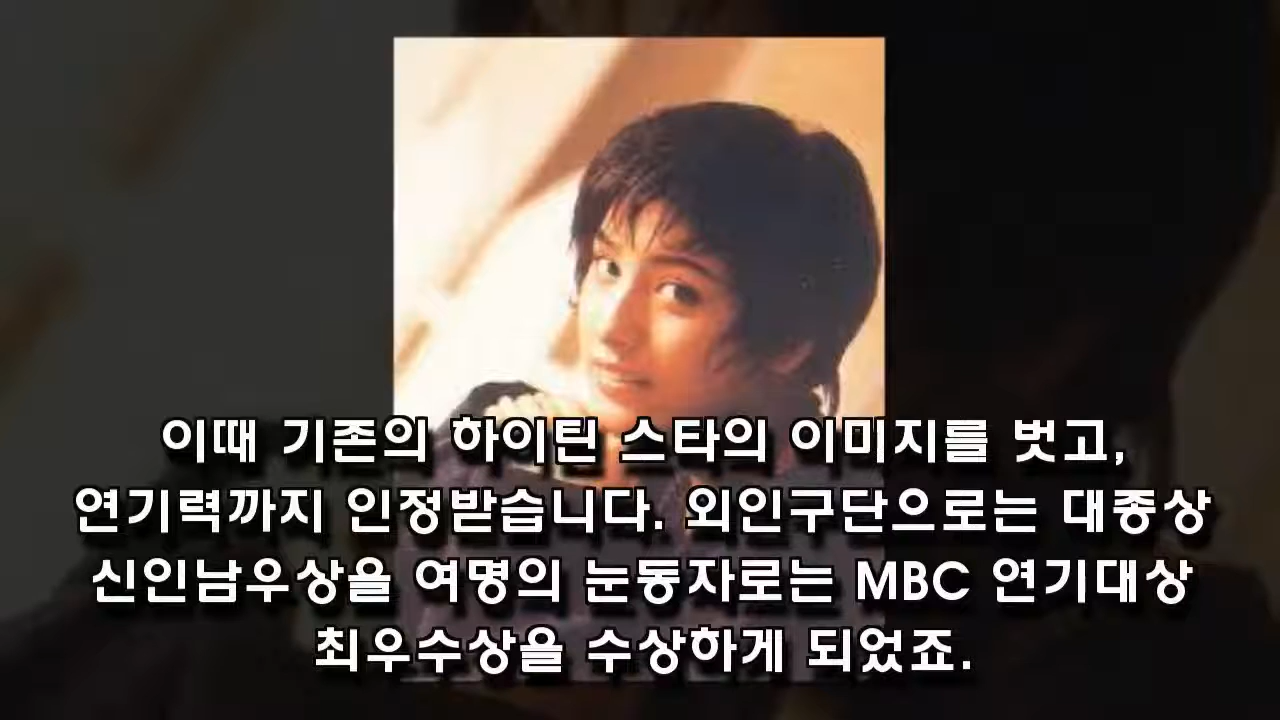 이때 기존의 하이틴 스타의 이미지를 벗고,
연기력까지 인정받습니다. 외인구단으로는 대종상
신인남우상을 여명의 눈동자로는 MBC 연기대상
최우수상을 수상하게 되었죠.